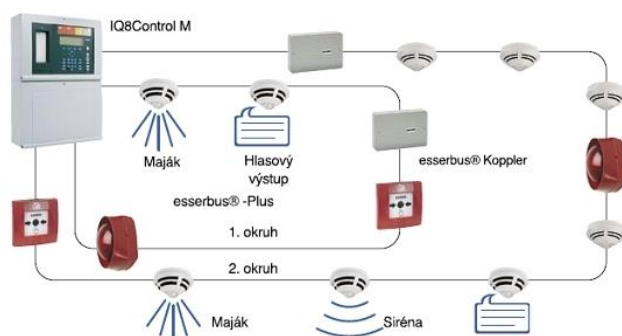 IQ8Control M
Maják
Hlasový
výstup
esserbus® Koppler
esserbus® -Plus
1. okruh
2. okruh
Maják
Siréna